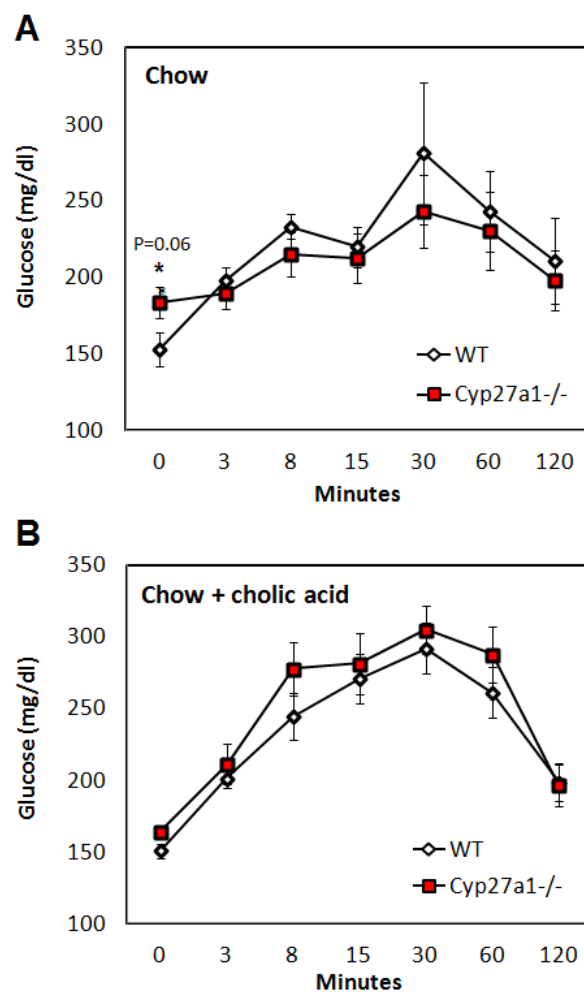 A
Chow
Glucose (mg/dl)
350
300
250
200
150
100
P=0.06
*
WT
Cyp27a1-/-
0 3 8 15 30 60 120
Minutes
B
Chow + cholic acid
Glucose (mg/dl)
350
300
250
200
150
100
WT
Cyp27a1-/-
0 3 8 15 30 60 120
Minutes